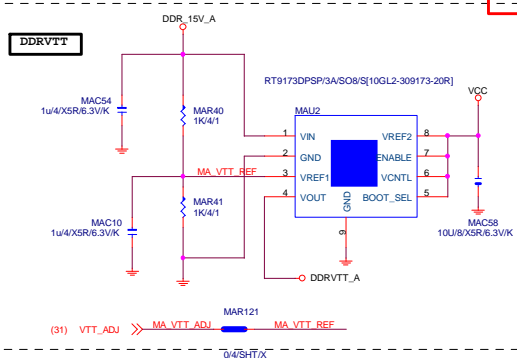 DDR_15V_A
DDRVTT
RT9173DPSP/3A/SO8/S[10GL2-309173-20R]
VCC
MAC54
1u/4/X5R/6.3V/K
MAR40
1K/4/1
MAU2
1 VIN VREF2 8
2 GND ENABLE 7
MA_VTT_REF 3 VREF1 VCNTL 6
4 VOUT BOOT_SEL 5
GND
9
MAR41
1K/4/1
MAC10
1u/4/X5R/6.3V/K
MAC58
10U/8/X5R/6.3V/K
DDRVTT_A
MAR121
(31) VTT_ADJ MA_VTT_ADJ MA_VTT_REF
0/4/SHT/X